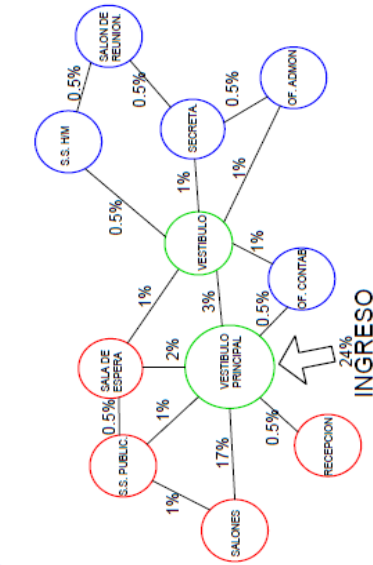 SALON DE
REUNION.
0.5%
0.5%
S.S. H/M
0.5%
SECRETA.
0.5%
OF. ADMON
1%
1%
VESTIBULO
1%
1%
3%
OF. CONTAB
0.5%
SALA DE
ESPERA
2%
VESTIBULO
PRINCIPAL
0.5%
1%
S.S. PUBLIC.
24%
INGRESO
17%
0.5%
RECEPCION
1%
SALONES